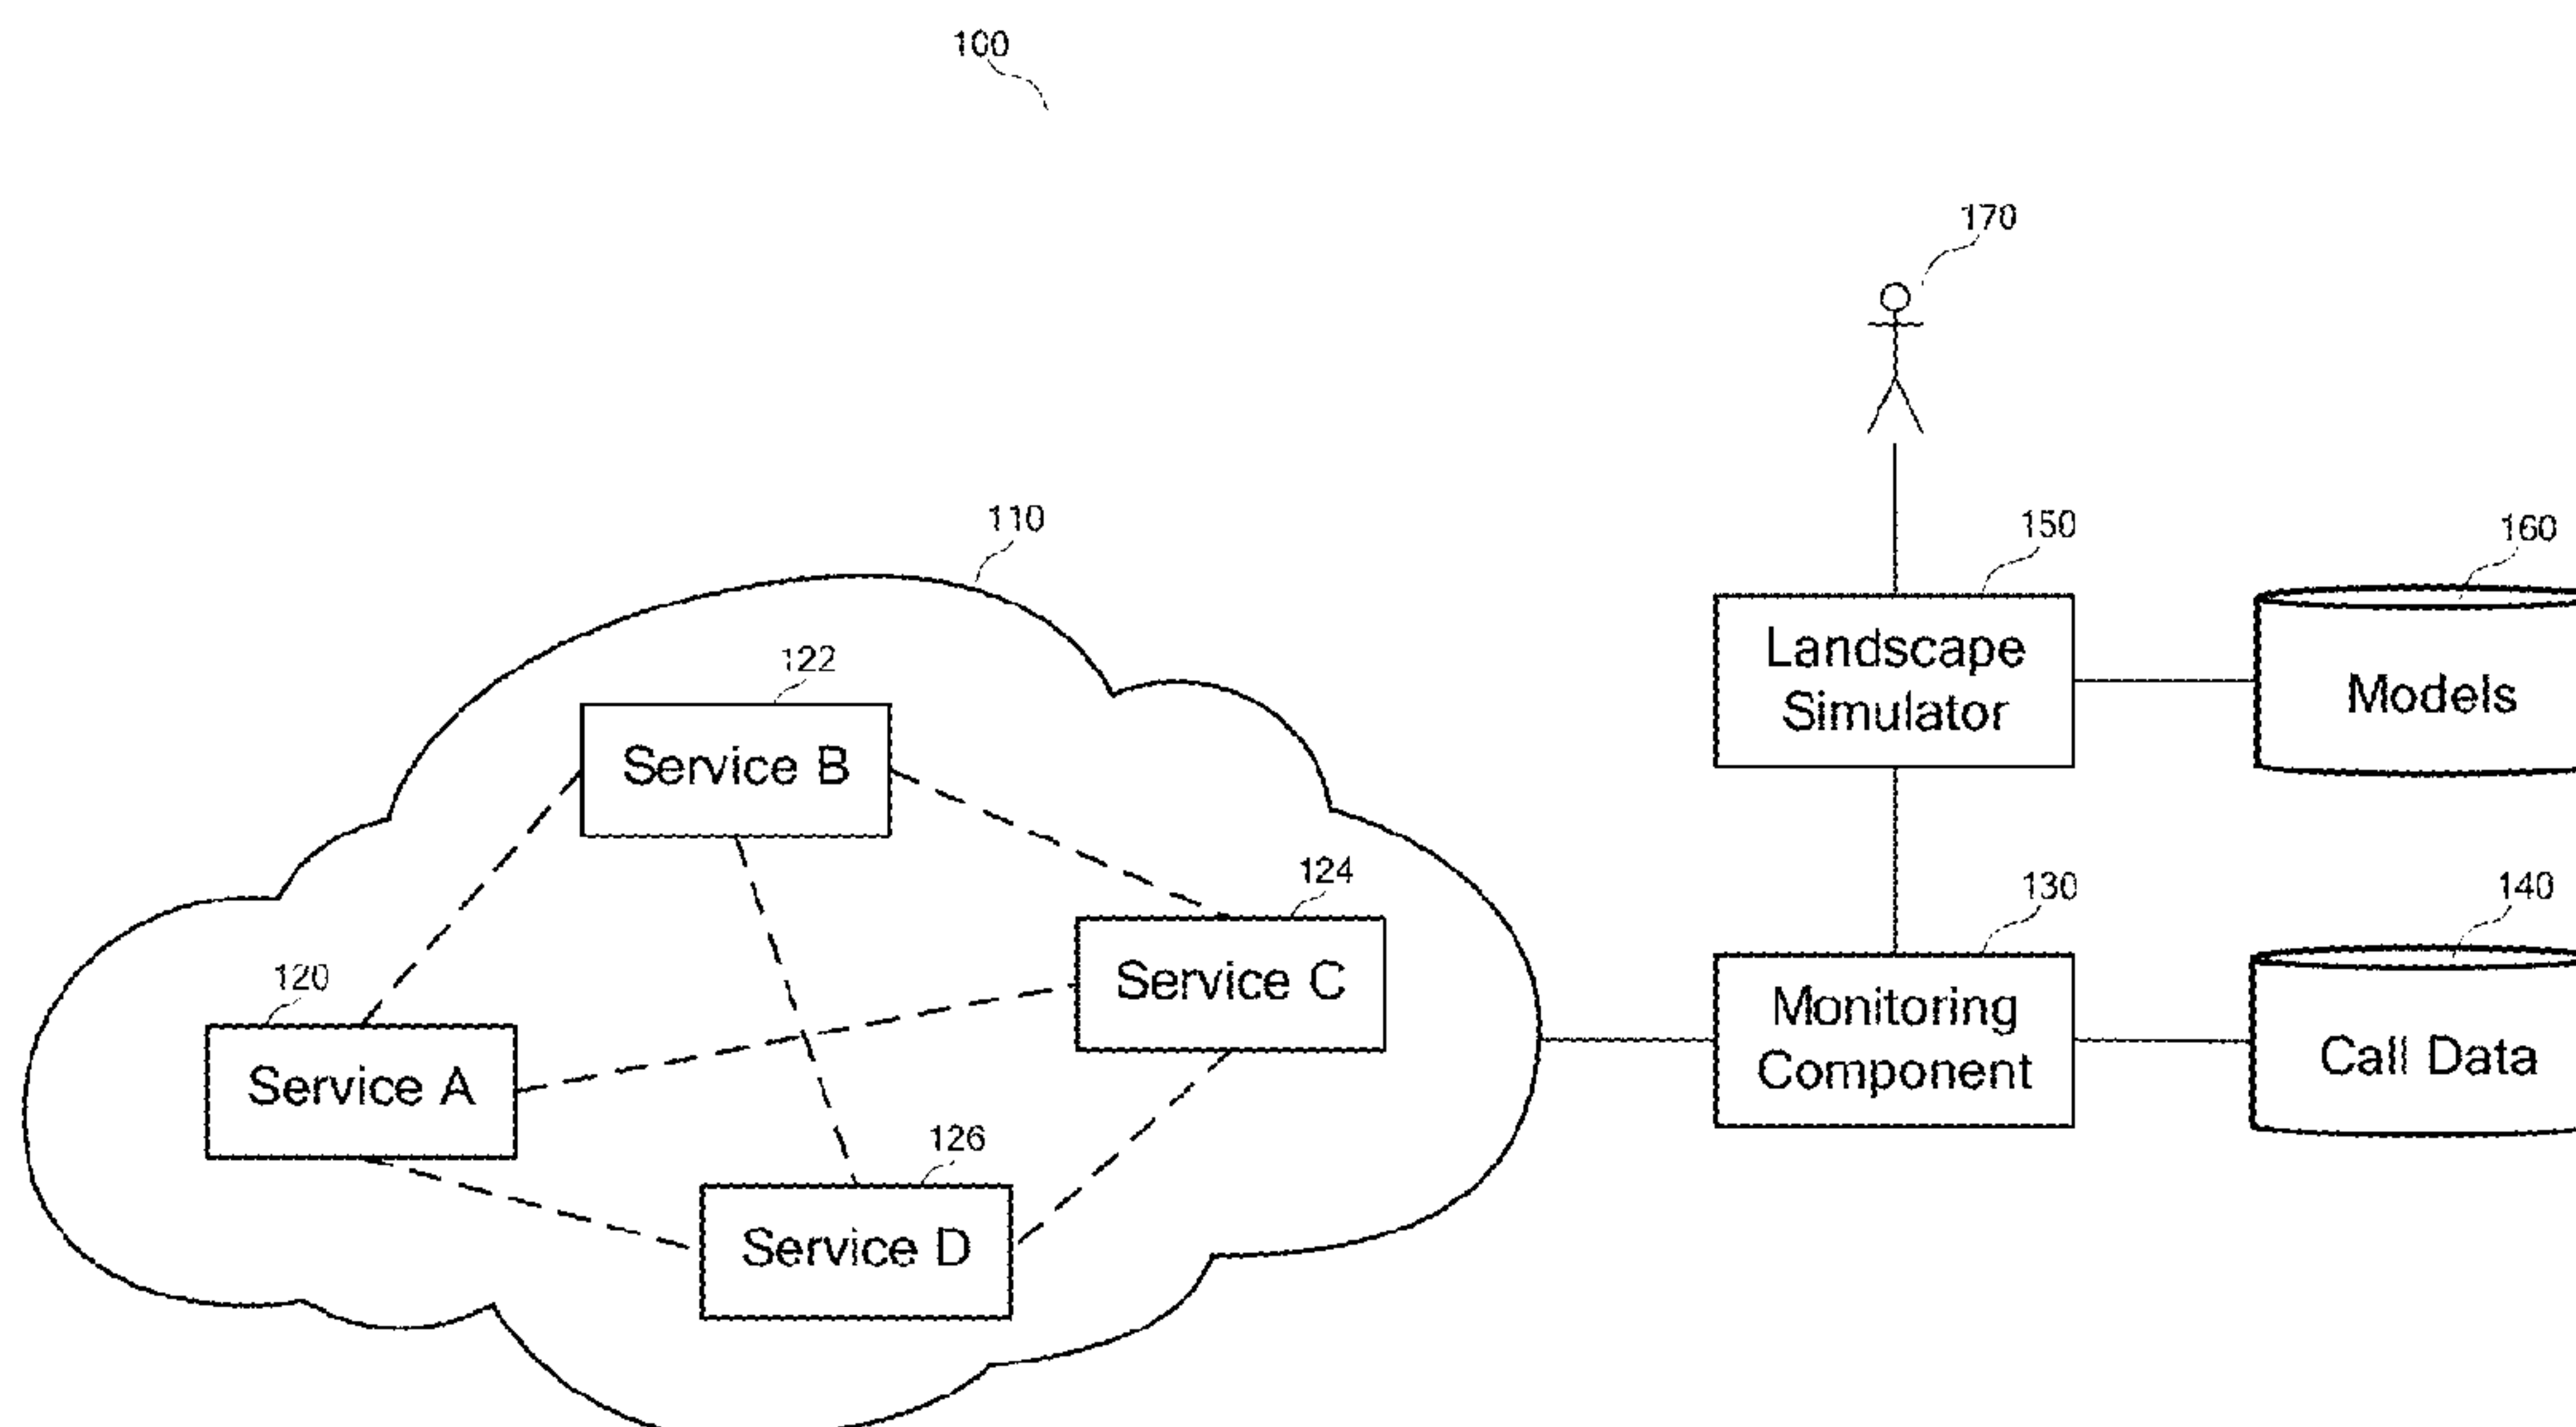 100
170
110
150
160
Landscape
Simulator
Models
122
Service B
124
Service C
130
140
Monitoring
Component
Call Data
120
Service A
126
Service D